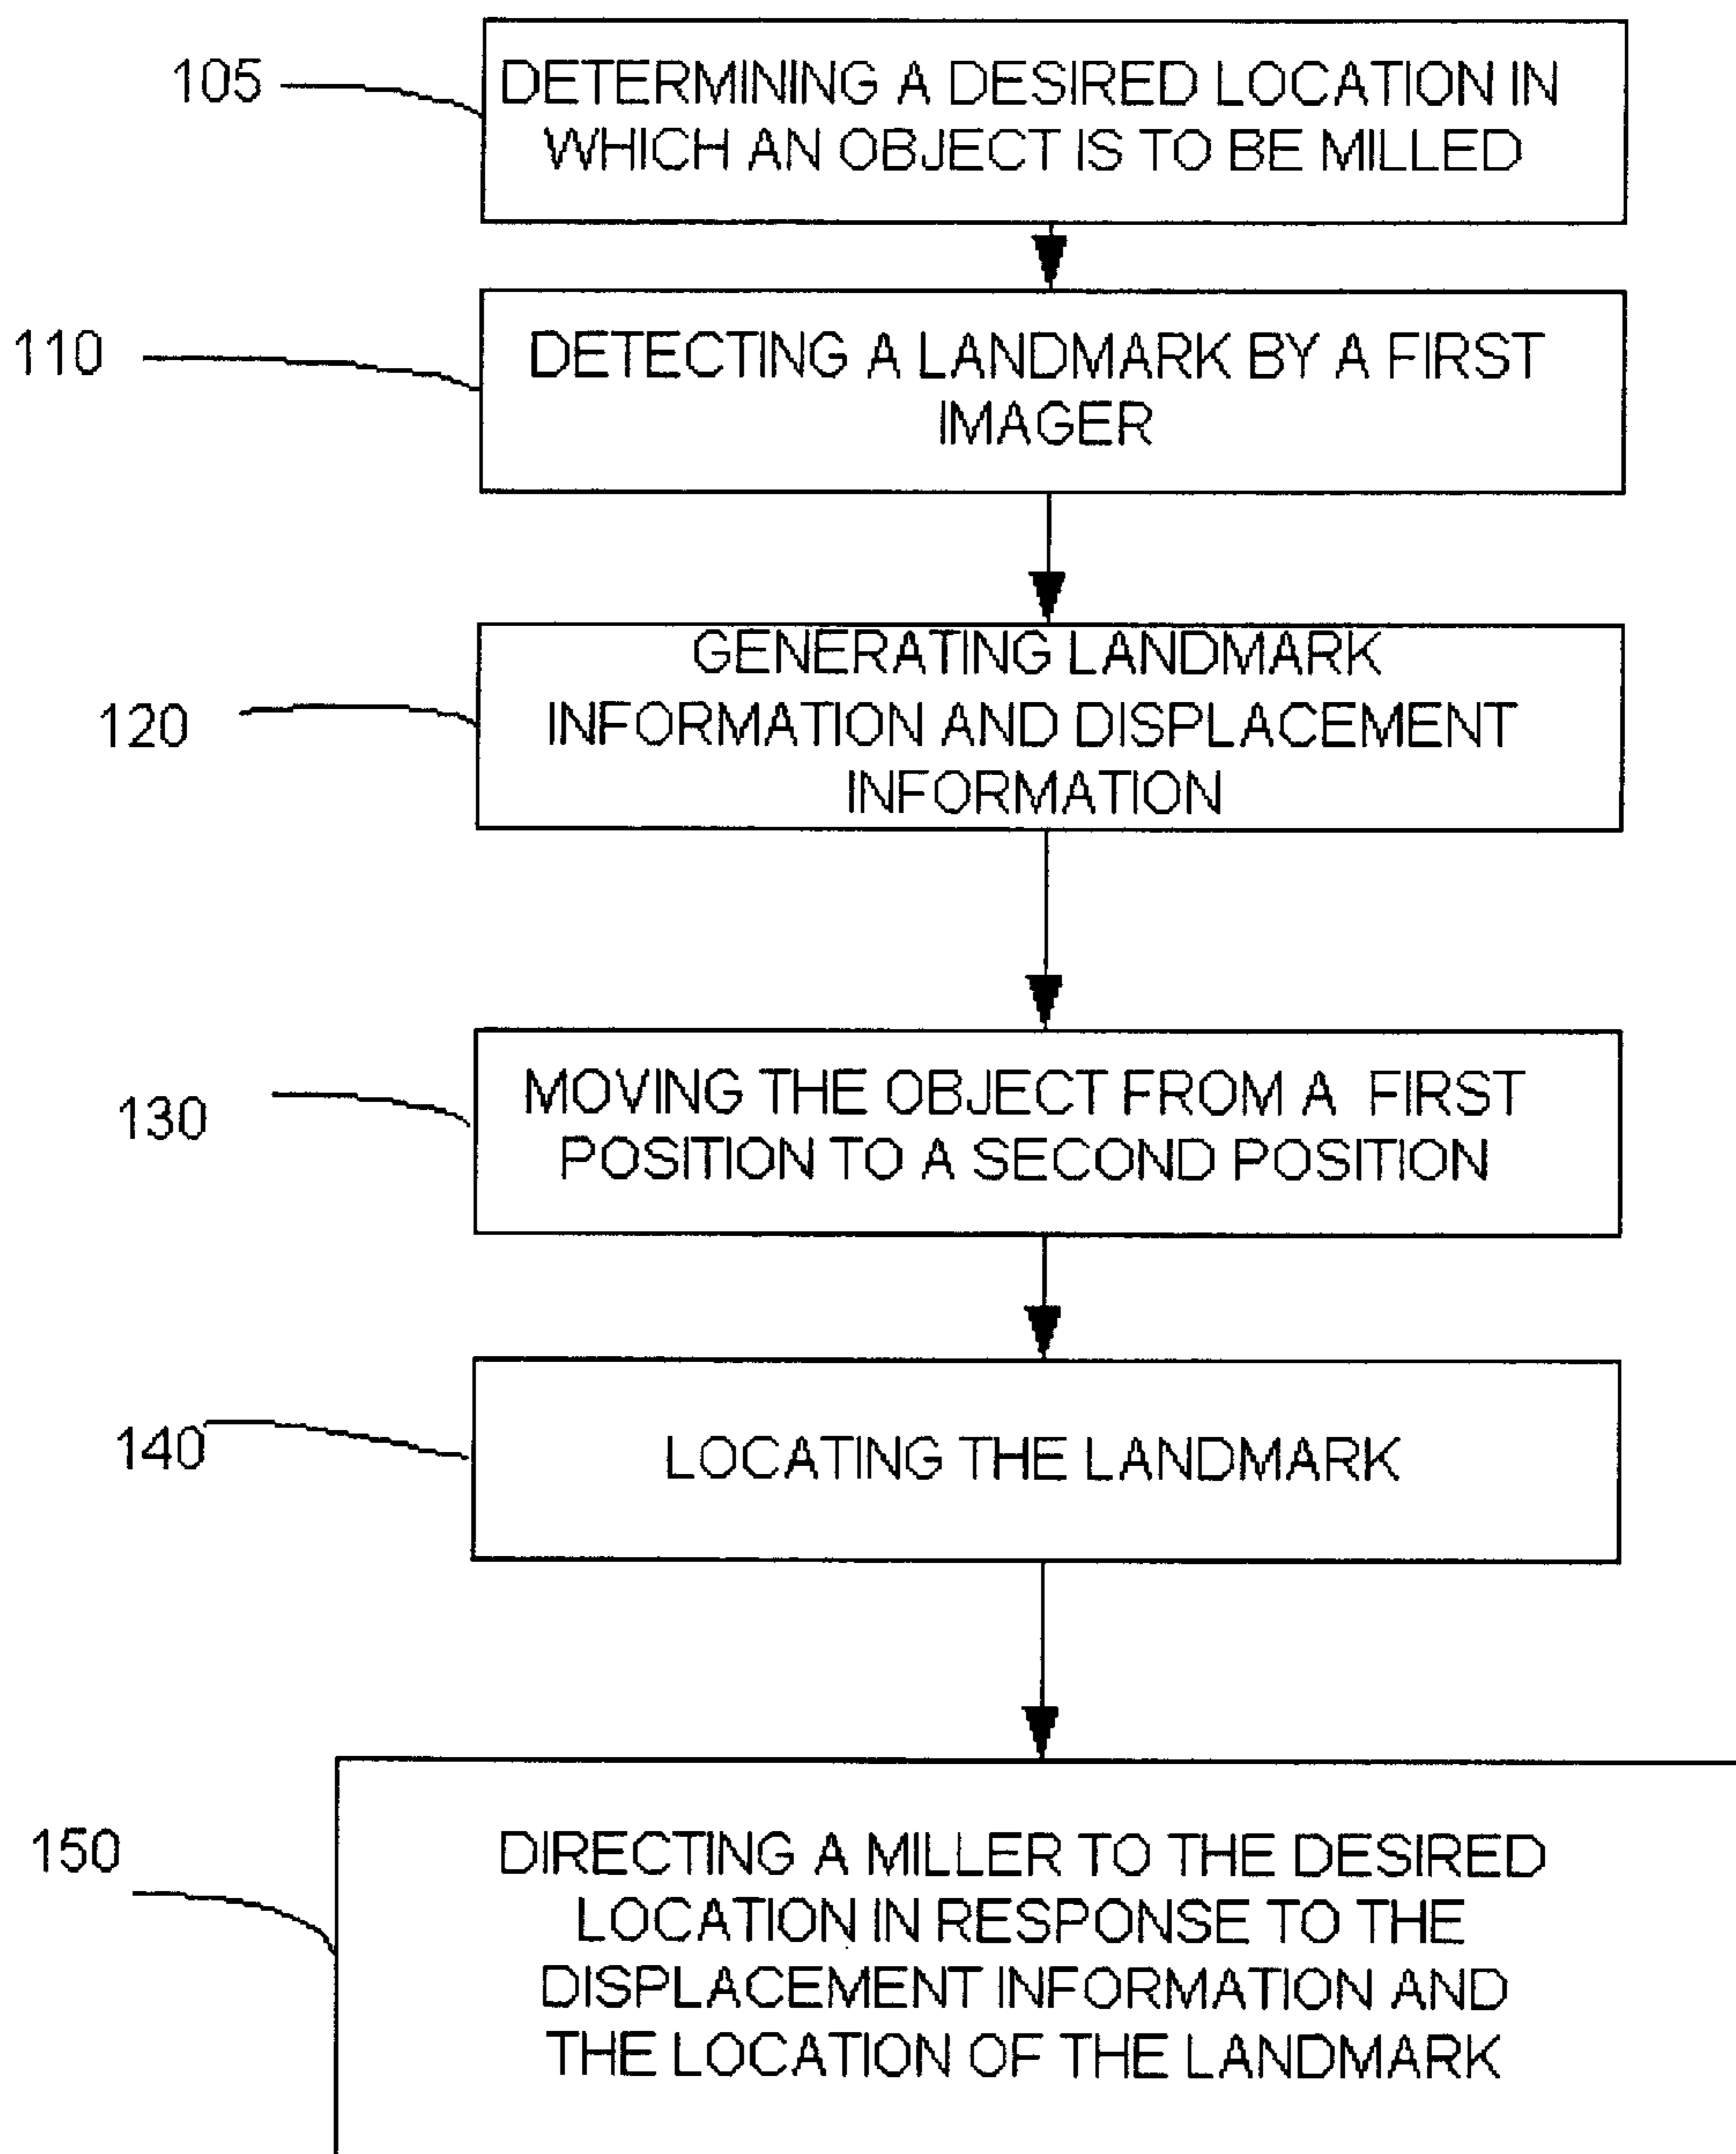 105
DETERMINING A DESIRED LOCATION IN
WHICH AN OBJECT IS TO BE MILLED
110
DETECTING A LANDMARK BY A FIRST
IMAGER
GENERATING LANDMARK
120
INFORMATION AND DISPLACEMENT
INFORMATION
130
MOVING THE OBJECT FROM A FIRST
POSITION TO A SECOND POSITION
140
LOCATING THE LANDMARK
150
DIRECTING A MILLER TO THE DESIRED
LOCATION IN RESPONSE TO THE
DISPLACEMENT INFORMATION AND
THE LOCATION OF THE LANDMARK